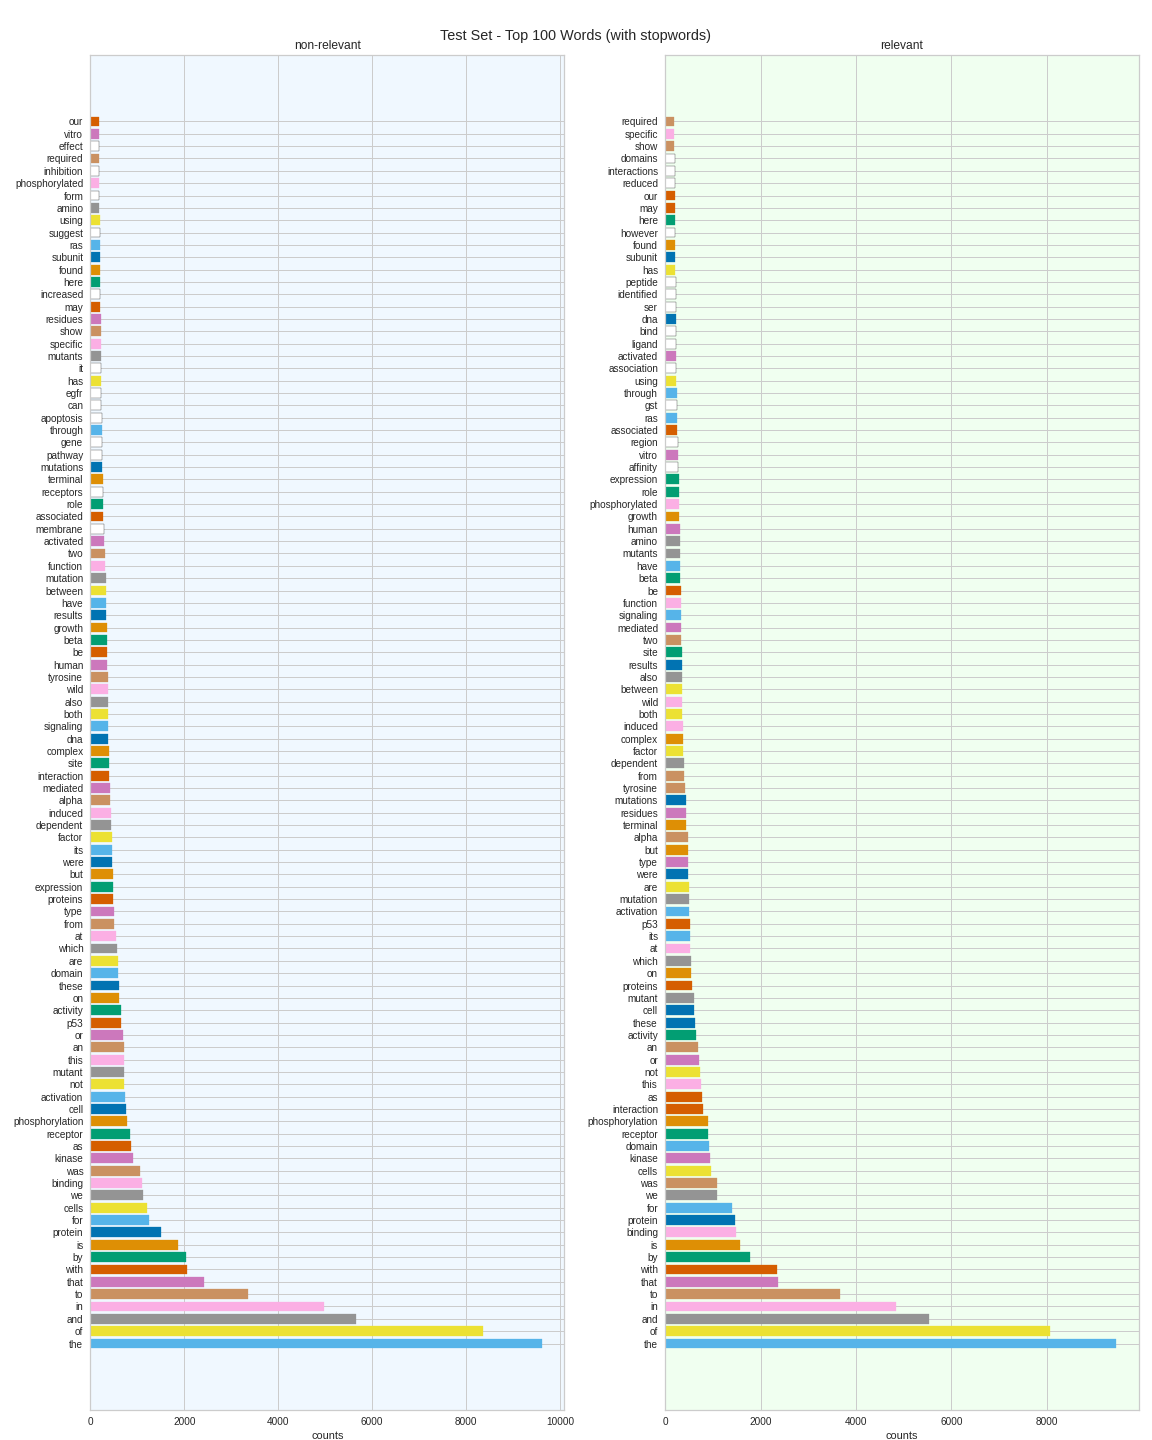 Test Set - Top 100 Words (with stopwords)
non-relevant
our
vitro
effect
required
inhibition
phosphorylated
form
amino
using
suggest
ras
subunit
found
here
increased
may
residues
show
specific
mutants
it
has
egfr
can
apoptosis
through
gene
pathway
mutations
terminal
receptors
role
associated
membrane
activated
two
function
mutation
between
have
results
growth
beta
be
human
tyrosine
wild
also
both
signaling
dna
complex
site
interaction
mediated
alpha
induced
dependent
factor
its
were
but
expression
proteins
type
from
at
which
are
domain
these
on
activity
p53
or
an
this
mutant
not
activation
cell
phosphorylation
receptor
as
kinase
was
binding
we
cells
for
protein
is
by
with
that
to
in
and
of
the
0 2000 4000 6000 8000 10000
counts
relevant
required
specific
show
domains
interactions
reduced
our
may
here
however
found
subunit
has
peptide
identified
ser
dna
bind
ligand
activated
association
using
through
gst
ras
associated
region
vitro
affinity
expression
role
phosphorylated
growth
human
amino
mutants
have
beta
be
function
signaling
mediated
two
site
results
also
between
wild
both
induced
complex
factor
dependent
from
tyrosine
mutations
residues
terminal
alpha
but
type
were
are
mutation
activation
p53
its
at
which
on
proteins
mutant
cell
these
activity
an
or
not
this
as
interaction
phosphorylation
receptor
domain
kinase
cells
was
we
for
protein
binding
is
by
with
that
to
in
and
of
the
0 2000 4000 6000 8000
counts